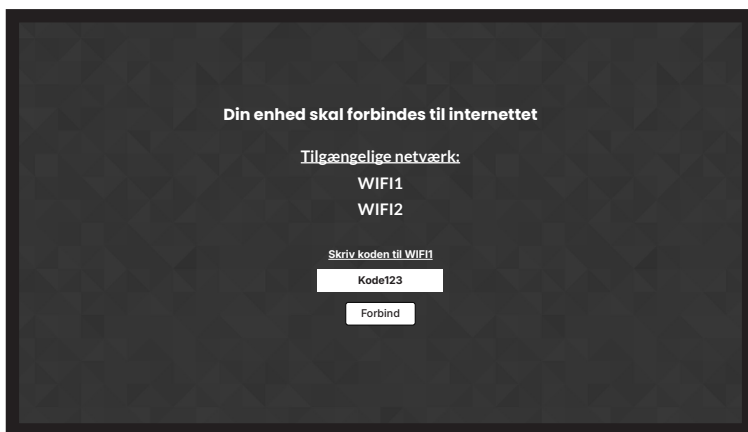 Din enhed skal forbindes til internettet
Tilgængelige netværk:
WIFI1
WIFI2
Skriv koden til WIFI1
Kode123
Forbind